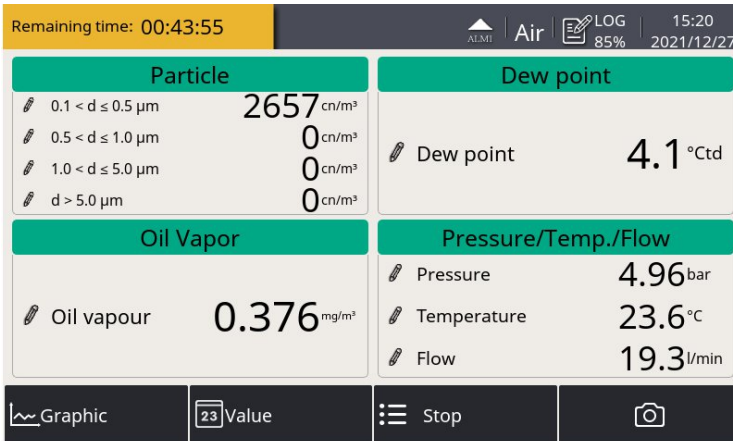 Remaining time: 00:43:55
ALMI
Air
LOG
85%
15:20
2021/12/27
Particle
0.1 < d ≤ 0.5 µm 2657 cn/m³
0.5 < d ≤ 1.0 µm 0 cn/m³
1.0 < d ≤ 5.0 µm 0 cn/m³
d > 5.0 µm 0 cn/m³
Dew point
Dew point 4.1 °Ctd
Oil Vapor
Oil vapour 0.376 mg/m³
Pressure/Temp./Flow
Pressure 4.96 bar
Temperature 23.6 °C
Flow 19.3 l/min
Graphic
23 Value
Stop